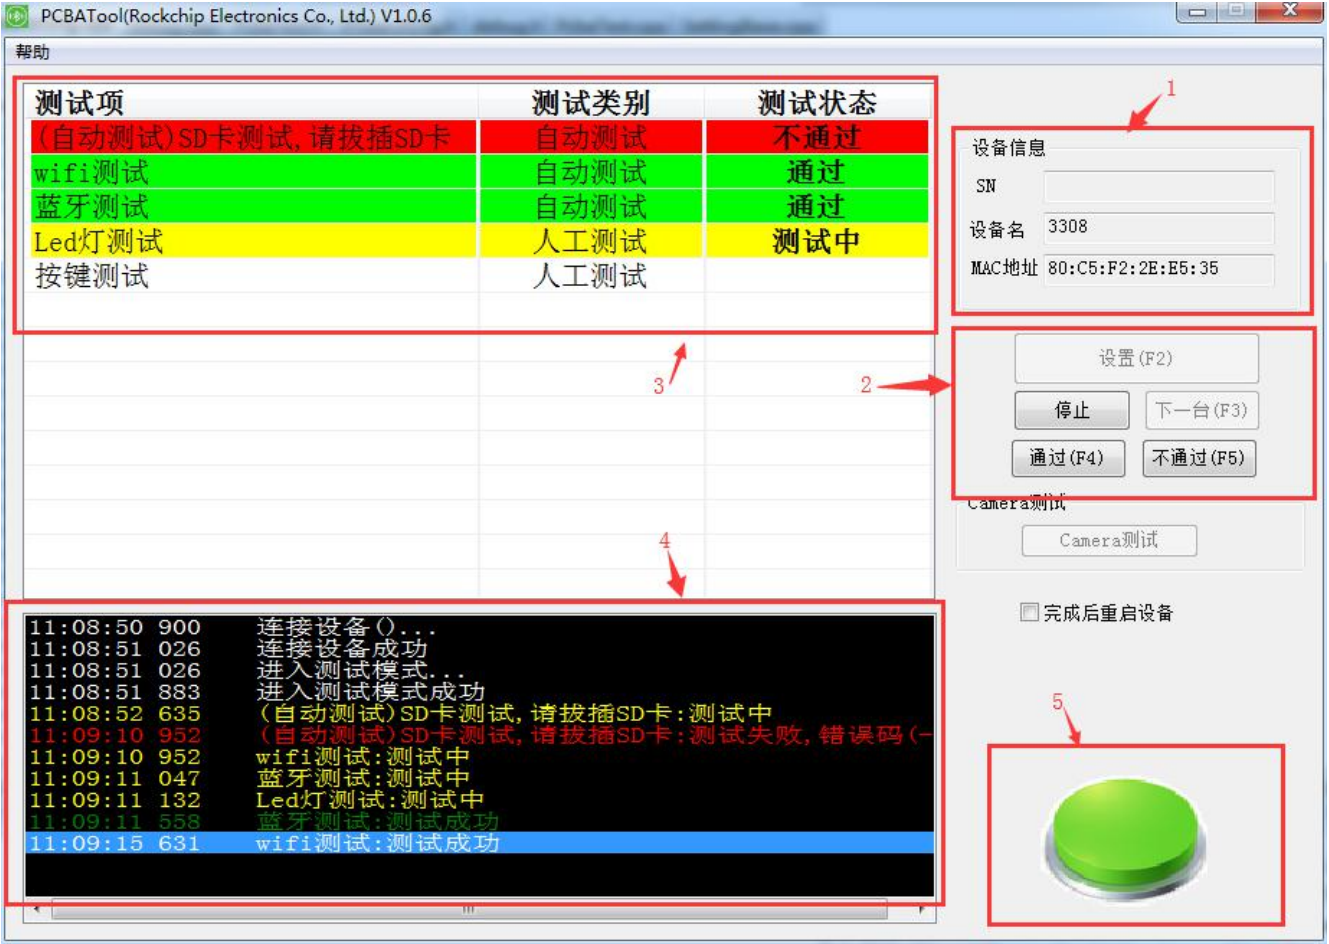 PCBATool(Rockchip Electronics Co., Ltd.) V1.0.6
帮助
测试项 测试类别 测试状态
(自动测试)SD卡测试,请拔插SD卡 自动测试 不通过
wifi测试 自动测试 通过
蓝牙测试 自动测试 通过
Led灯测试 人工测试 测试中
按键测试 人工测试
3
4
11:08:50 900 连接设备()...
11:08:51 026 连接设备成功
11:08:51 026 进入测试模式...
11:08:51 883 进入测试模式成功
11:08:52 635 (自动测试)SD卡测试,请拔插SD卡:测试中
11:09:10 952 (自动测试)SD卡测试,请拔插SD卡:测试失败,错误码(-
11:09:10 952 wifi测试:测试中
11:09:11 047 蓝牙测试:测试中
11:09:11 132 Led灯测试:测试中
11:09:11 558 蓝牙测试:测试成功
11:09:15 631 wifi测试:测试成功
1
设备信息
SN
设备名 3308
MAC地址 80:C5:F2:2E:E5:35
2
设置(F2)
停止 下一台(F3)
通过(F4) 不通过(F5)
Camera测试
Camera测试
完成后重启设备
5